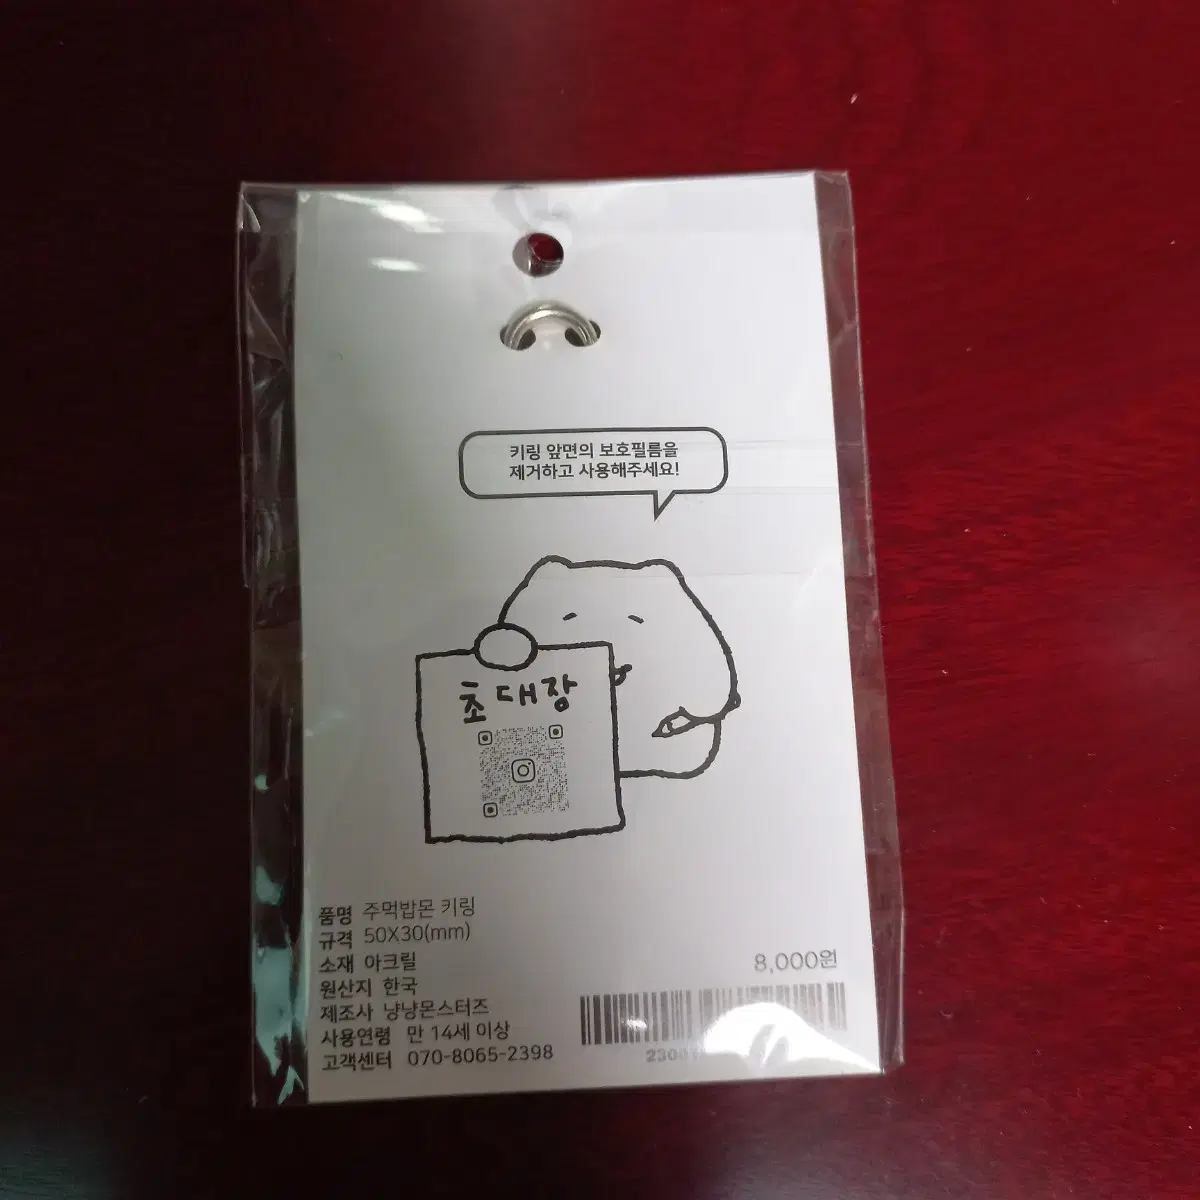 키링 앞면의 보호필름을
제거하고 사용해주세요!
초대장
품명 주먹밥몬 키링
규격 50X30(mm)
소재 아크릴
원산지 한국
제조사 냥냥몬스터즈
사용연령 만 14세 이상
고객센터 070-8065-2398
8,000원